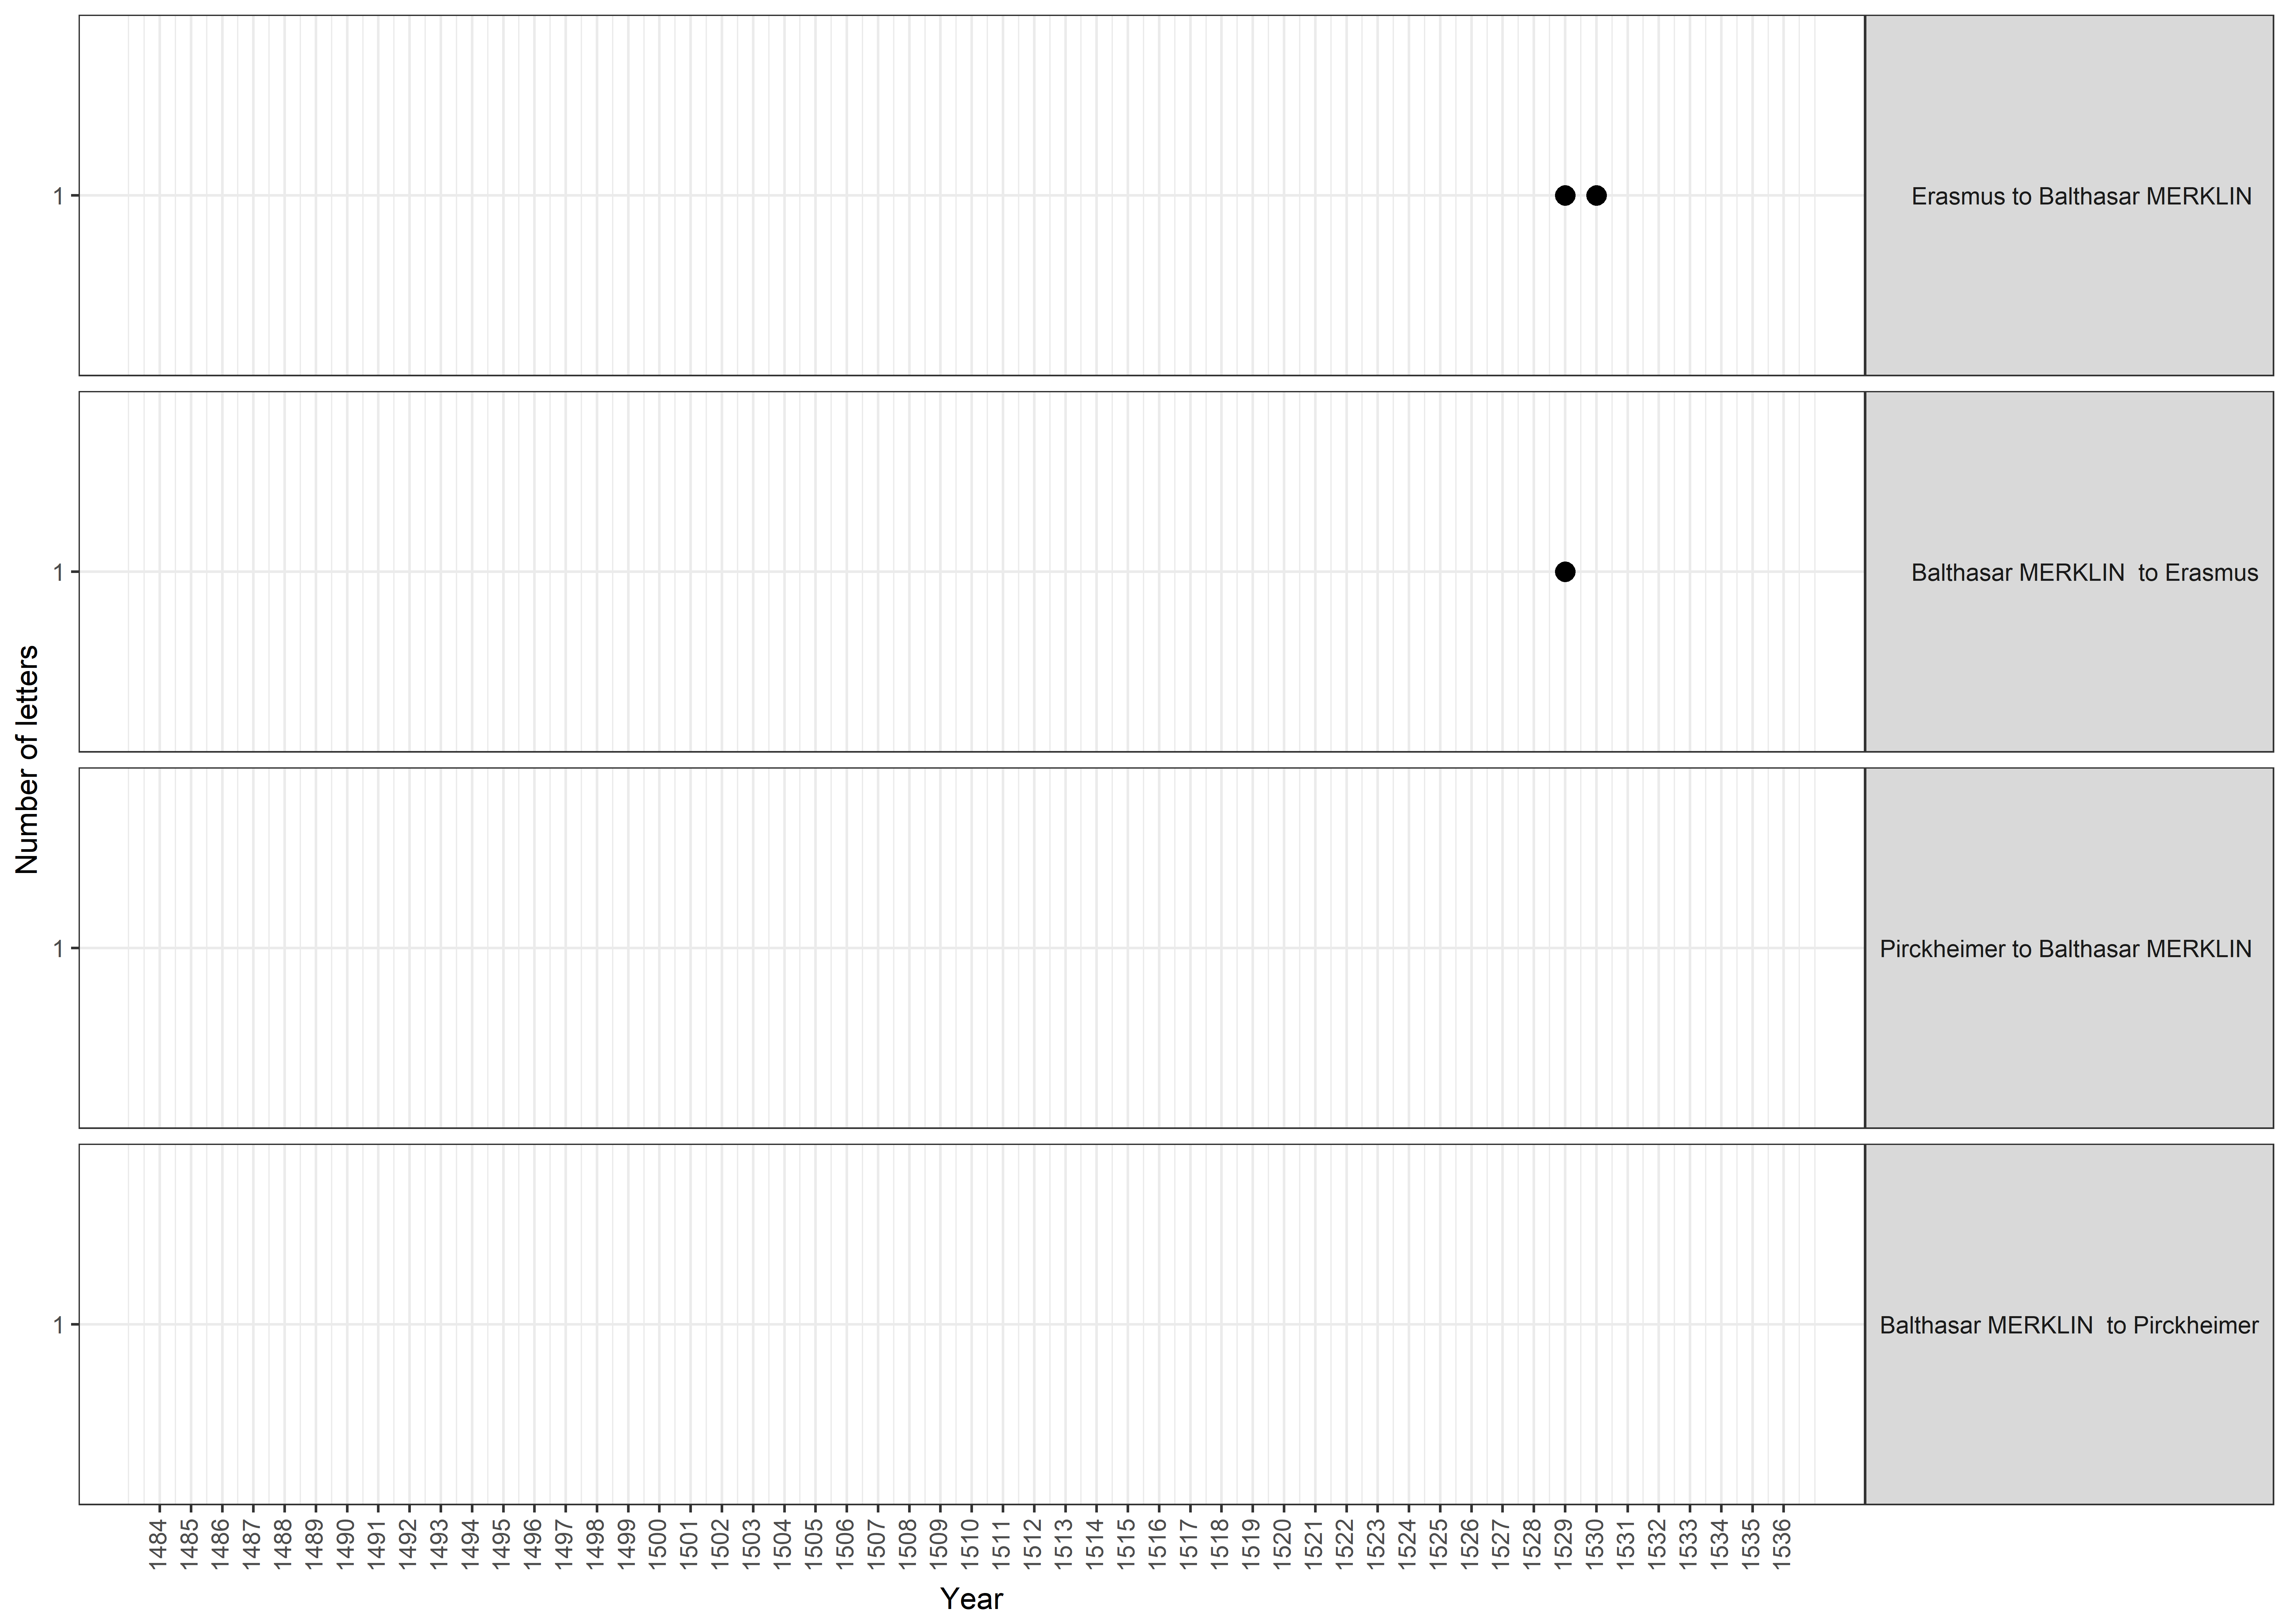 Number of letters
1
Erasmus to Balthasar MERKLIN
1
Balthasar MERKLIN  to Erasmus
1
Pirckheimer to Balthasar MERKLIN
1
Balthasar MERKLIN  to Pirckheimer
1484 1485 1486 1487 1488 1489 1490 1491 1492 1493 1494 1495 1496 1497 1498 1499 1500 1501 1502 1503 1504 1505 1506 1507 1508 1509 1510 1511 1512 1513 1514 1515 1516 1517 1518 1519 1520 1521 1522 1523 1524 1525 1526 1527 1528 1529 1530 1531 1532 1533 1534 1535 1536
Year